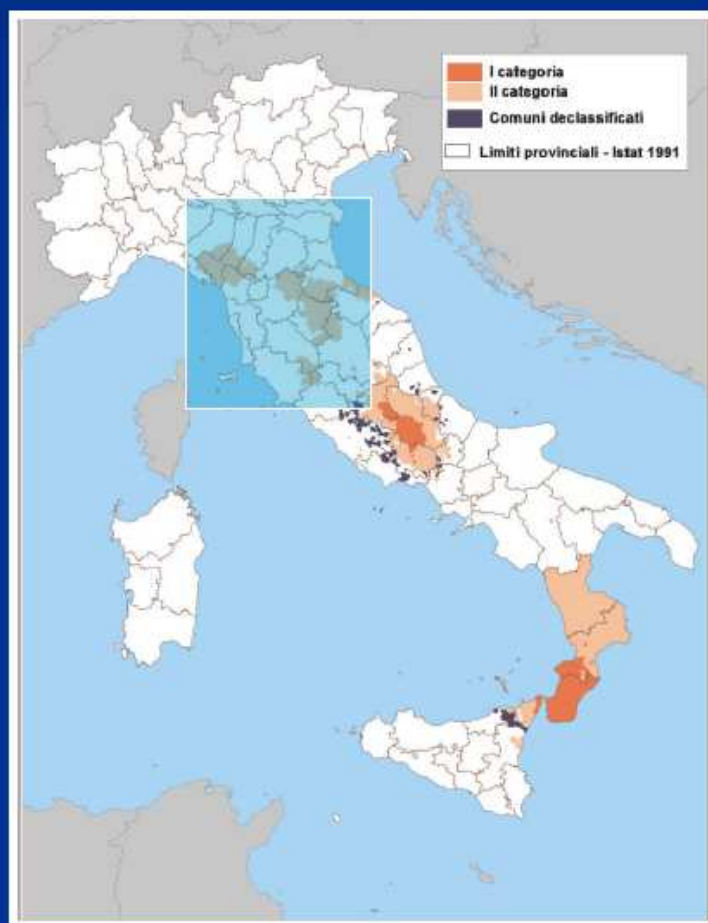 I categoria
II categoria
Comuni declassificati
Limiti provinciali - Istat 1991